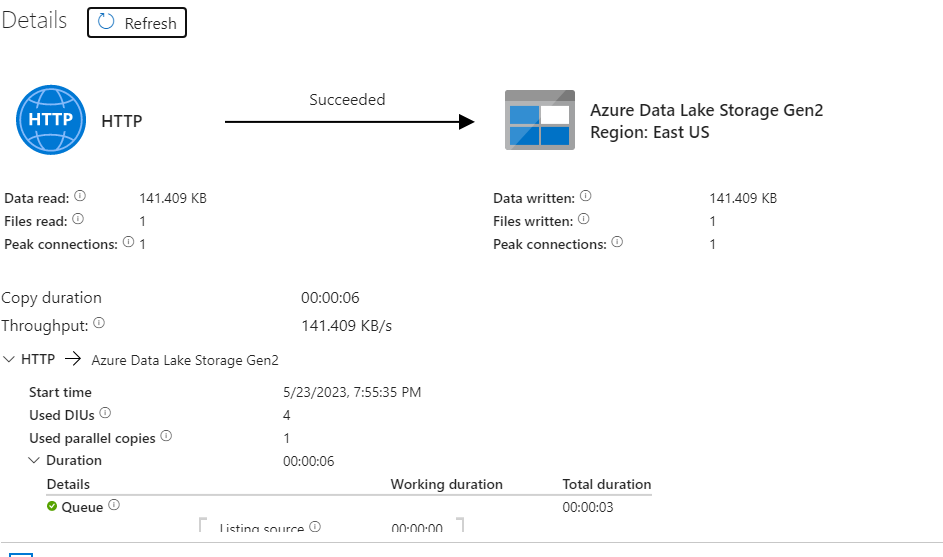 Details Refresh
HTTP HTTP
Succeeded
Azure Data Lake Storage Gen2
Region: East US
Data read: 141.409 KB
Files read: 1
Peak connections: 1
Data written: 141.409 KB
Files written: 1
Peak connections: 1
Copy duration 00:00:06
Throughput: 141.409 KB/s
HTTP → Azure Data Lake Storage Gen2
Start time 5/23/2023, 7:55:35 PM
Used DIUs 4
Used parallel copies 1
Duration 00:00:06
Details Working duration Total duration
Queue 00:00:03
Listing source 00:00:00